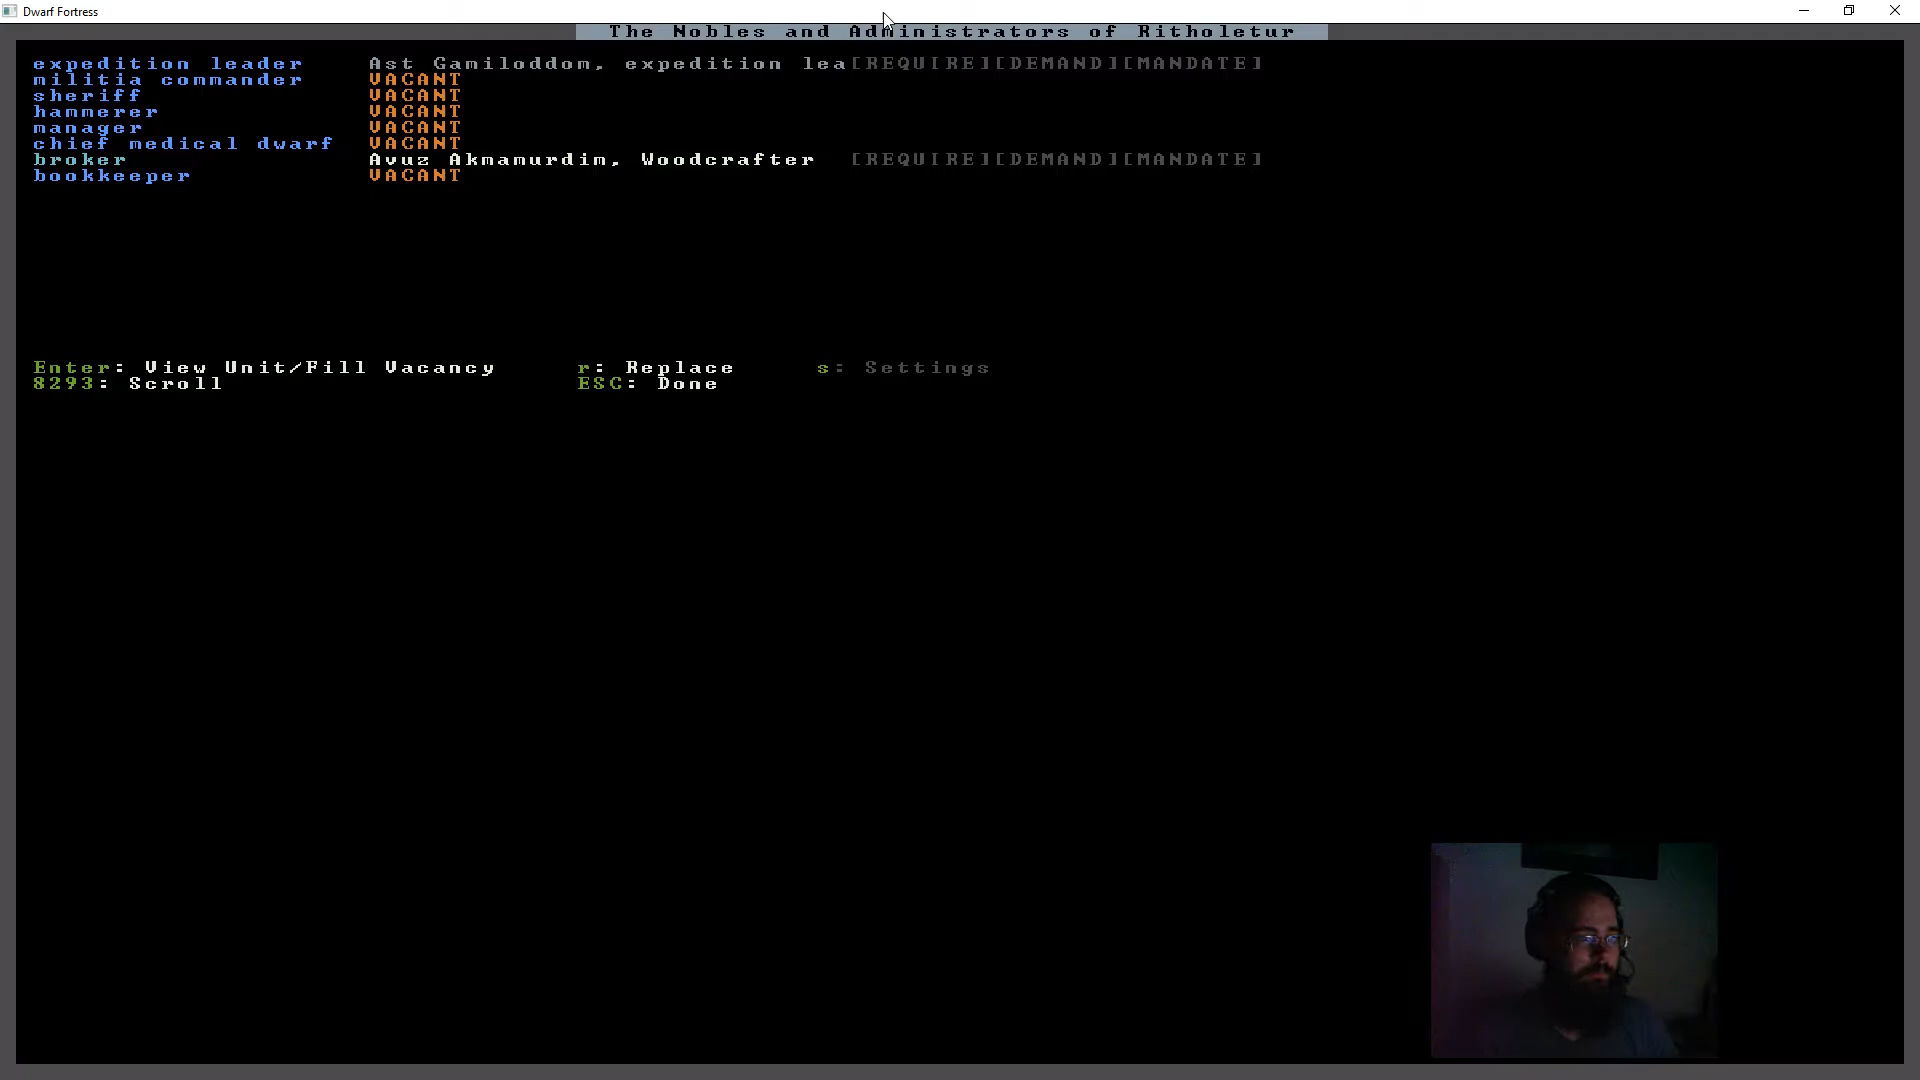 Dwarf Fortress
The Nobles and Administrators of Ritholetur
expedition leader Ast Gamiloddom, expedition lea[REQUIRE][DEMAND][MANDATE]
militia commander VACANT
sheriff VACANT
hammerer VACANT
manager VACANT
chief medical dwarf VACANT
broker Avuz Akmamurdim, Woodcrafter [REQUIRE][DEMAND][MANDATE]
bookkeeper VACANT
Enter: View Unit/Fill Vacancy r: Replace s: Settings
8293: Scroll ESC: Done